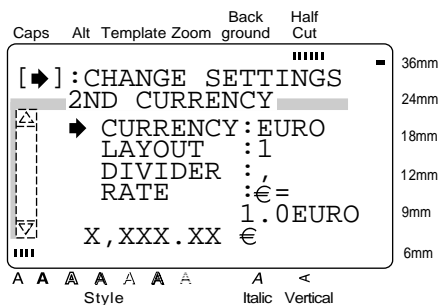 Back Half
Caps Alt Template Zoom ground Cut
[➡]:CHANGE SETTINGS
2ND CURRENCY
➡ CURRENCY:EURO
LAYOUT :1
DIVIDER :,
RATE :€=
1.0EURO
X,XXX.XX €
36mm
24mm
18mm
12mm
9mm
6mm
A A A A A A A A A
Style Italic Vertical